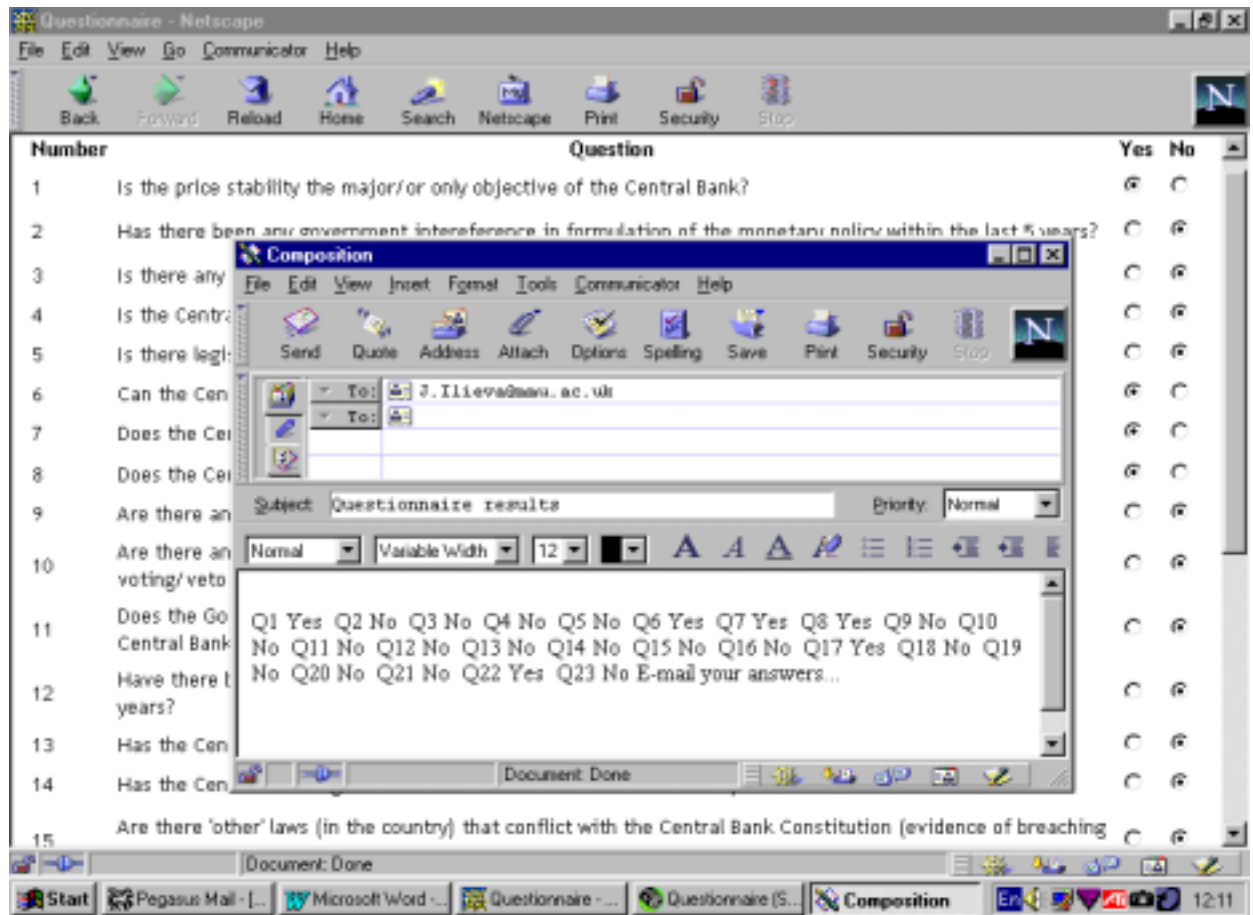 Questionnaire - Netscape
File Edit View Go Communicator Help
Back Forward Reload Home Search Netscape Print Security Stop
Number Question Yes No
1 Is the price stability the major/or only objective of the Central Bank?
2 Has there been any government intereference in formulation of the monetary policy within the last 5 years?
3 Is there any
4 Is the Centra
5 Is there legi
6 Can the Cen
7 Does the Ce
8 Does the Ce
9 Are there an
10 Are there an
voting/veto
11 Does the Go
Central Bank
12 Have there b
years?
13 Has the Cen
14 Has the Cen
15 Are there 'other' laws (in the country) that conflict with the Central Bank Constitution (evidence of breaching
Composition
File Edit View Insert Format Tools Communicator Help
Send Quote Address Attach Options Spelling Save Print Security Stop
To: J.Ilieva@mmu.ac.uk
To:
Subject: Questionnaire results Priority: Normal
Normal Variable Width 12
Q1 Yes Q2 No Q3 No Q4 No Q5 No Q6 Yes Q7 Yes Q8 Yes Q9 No Q10
No Q11 No Q12 No Q13 No Q14 No Q15 No Q16 No Q17 Yes Q18 No Q19
No Q20 No Q21 No Q22 Yes Q23 No E-mail your answers...
Document: Done
Document: Done
Start Pegasus Mail - [... Microsoft Word -... Questionnaire - ... Questionnaire (S... Composition En 12:11